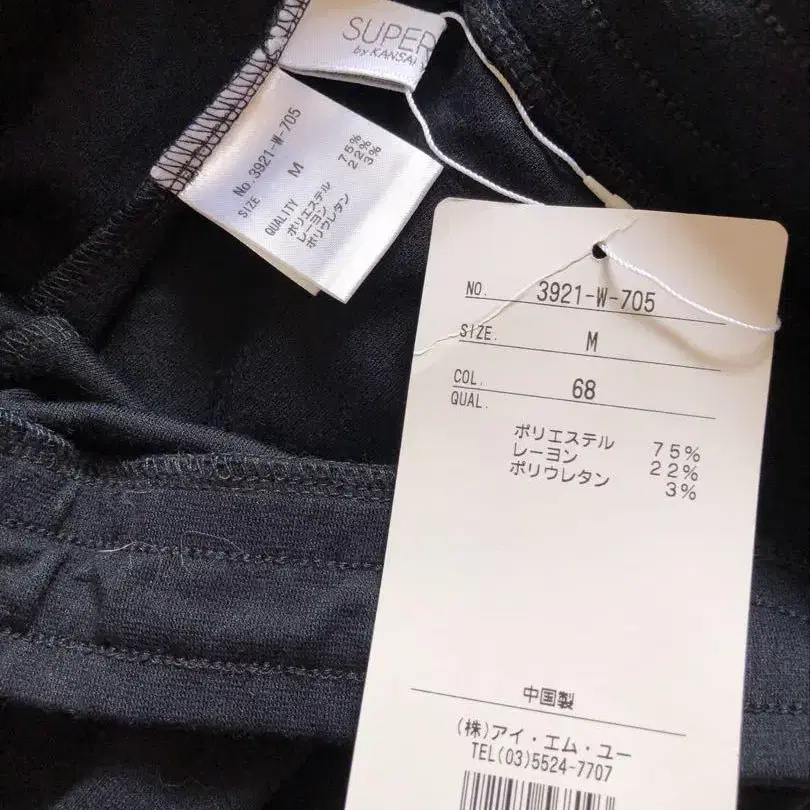 SUPER
by KANSAI
No.3921-W-705
SIZE M
QUALITY
ポリエステル 75%
レーヨン 22%
ポリウレタン 3%
NO. 3921-W-705
SIZE. M
COL. 68
QUAL.
ポリエステル 75%
レーヨン 22%
ポリウレタン 3%
中国製
(株)アイ・エム・ユー
TEL(03)5524-7707